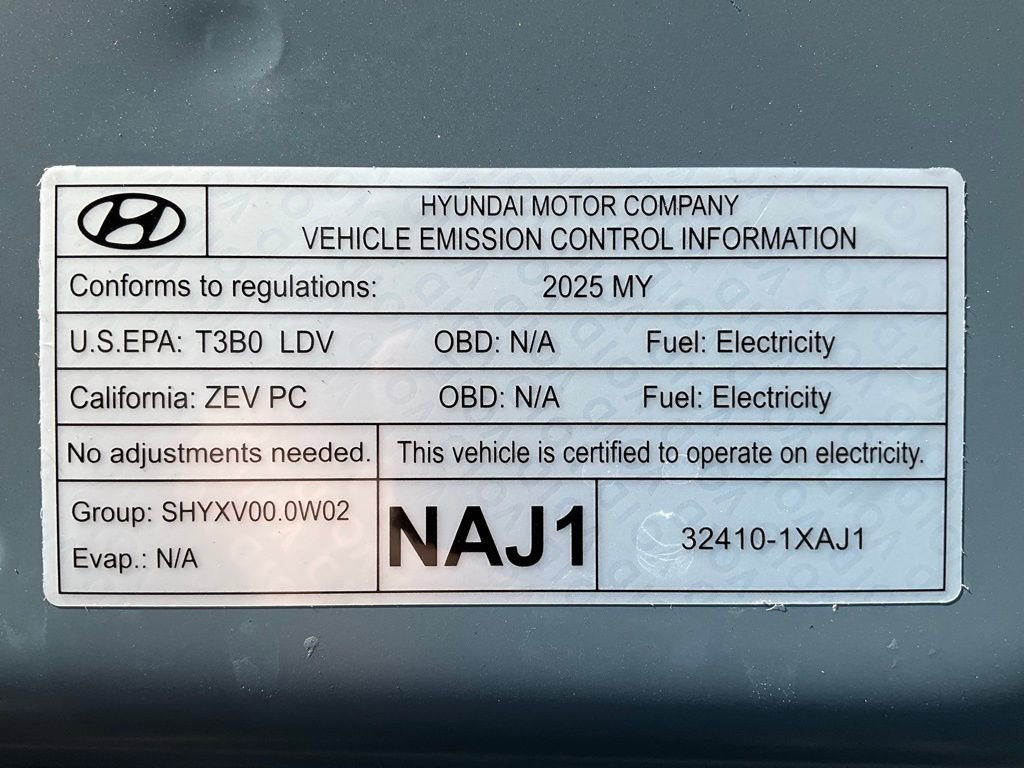 HYUNDAI MOTOR COMPANY
VEHICLE EMISSION CONTROL INFORMATION
Conforms to regulations: 2025 MY
U.S.EPA: T3B0 LDV OBD: N/A Fuel: Electricity
California: ZEV PC OBD: N/A Fuel: Electricity
No adjustments needed. This vehicle is certified to operate on electricity.
Group: SHYXV00.0W02
Evap.: N/A
NAJ1
32410-1XAJ1